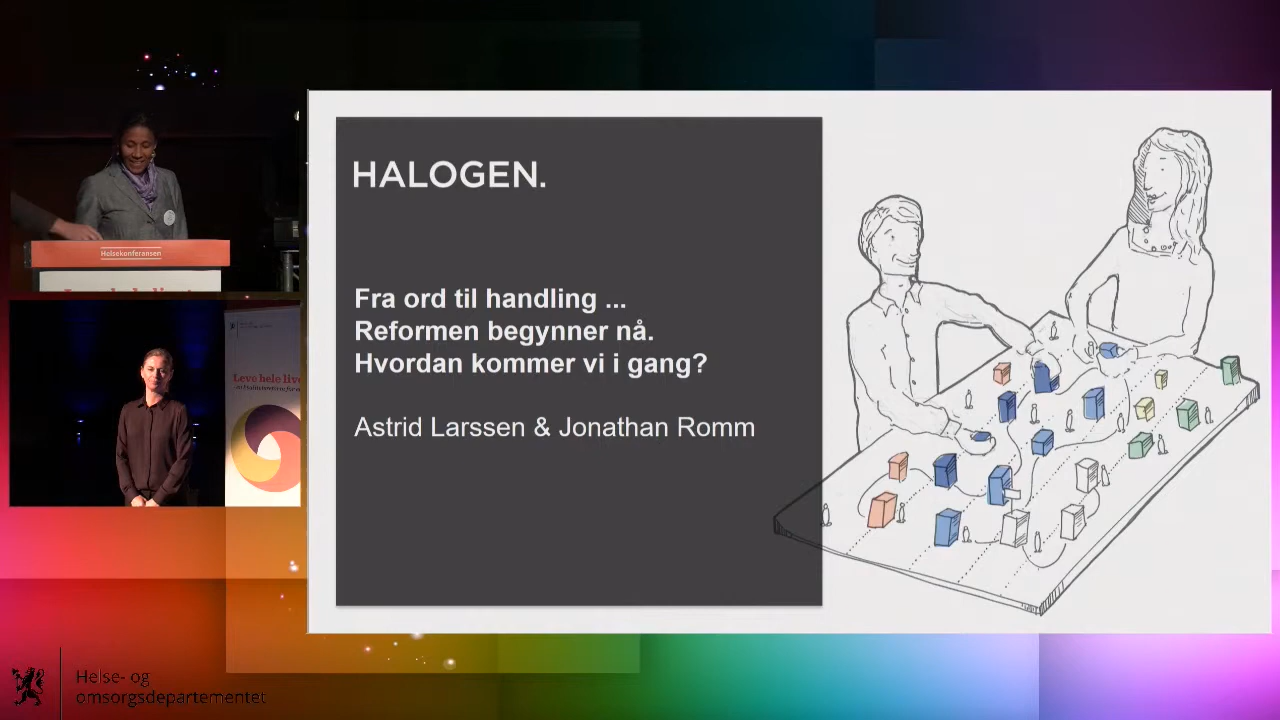 HALOGEN.
Fra ord til handling ...
Reformen begynner nå.
Hvordan kommer vi i gang?
Astrid Larssen & Jonathan Romm
Helsekonferansen
Leve hele
Helse- og
omsorgsdepartementet